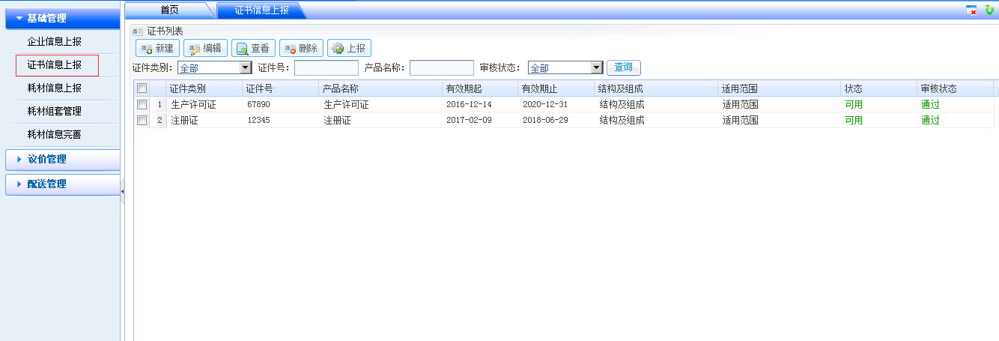 首页 证书信息上报
基础管理
企业信息上报
证书信息上报
耗材信息上报
耗材组套管理
耗材信息完善
议价管理
配送管理
证书列表
新建 编辑 查看 删除 上报
证件类别: 全部 证件号: 产品名称: 审核状态: 全部 查询
证件类别 证件号 产品名称 有效期起 有效期止 结构及组成 适用范围 状态 审核状态
1 生产许可证 67890 生产许可证 2016-12-14 2020-12-31 结构及组成 适用范围 可用 通过
2 注册证 12345 注册证 2017-02-09 2018-06-29 结构及组成 适用范围 可用 通过